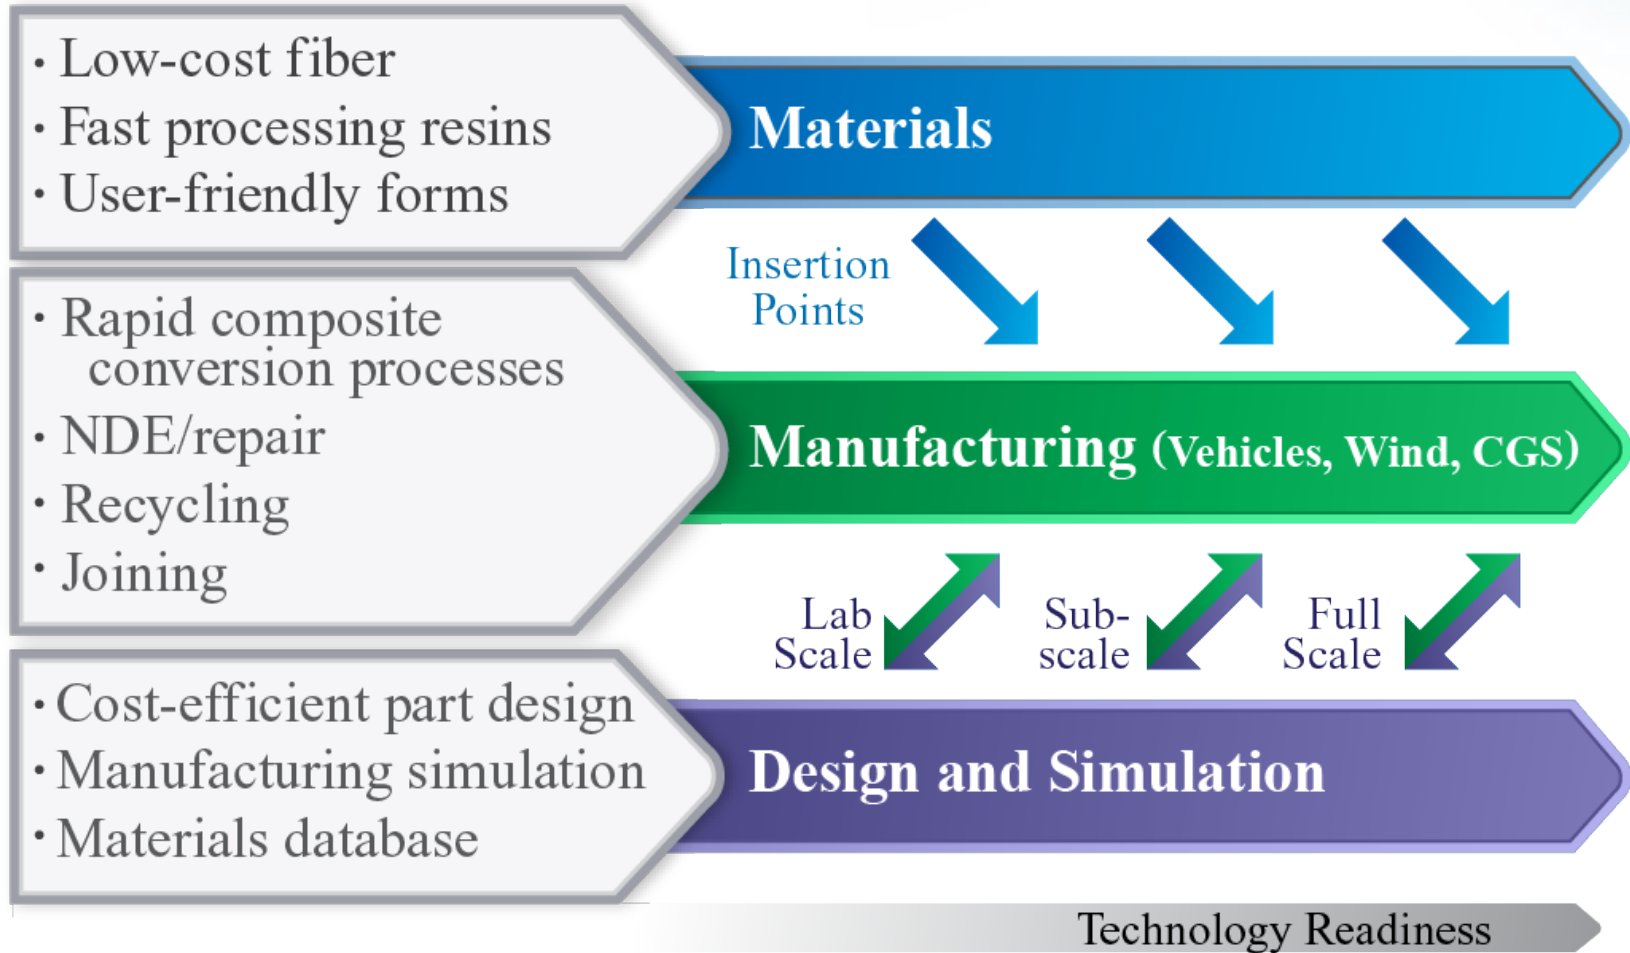 · Low-cost fiber
· Fast processing resins
· User-friendly forms
Materials
Insertion
Points
· Rapid composite
conversion processes
· NDE/repair
· Recycling
· Joining
Manufacturing (Vehicles, Wind, CGS)
Lab
Scale
Sub-
scale
Full
Scale
· Cost-efficient part design
· Manufacturing simulation
· Materials database
Design and Simulation
Technology Readiness